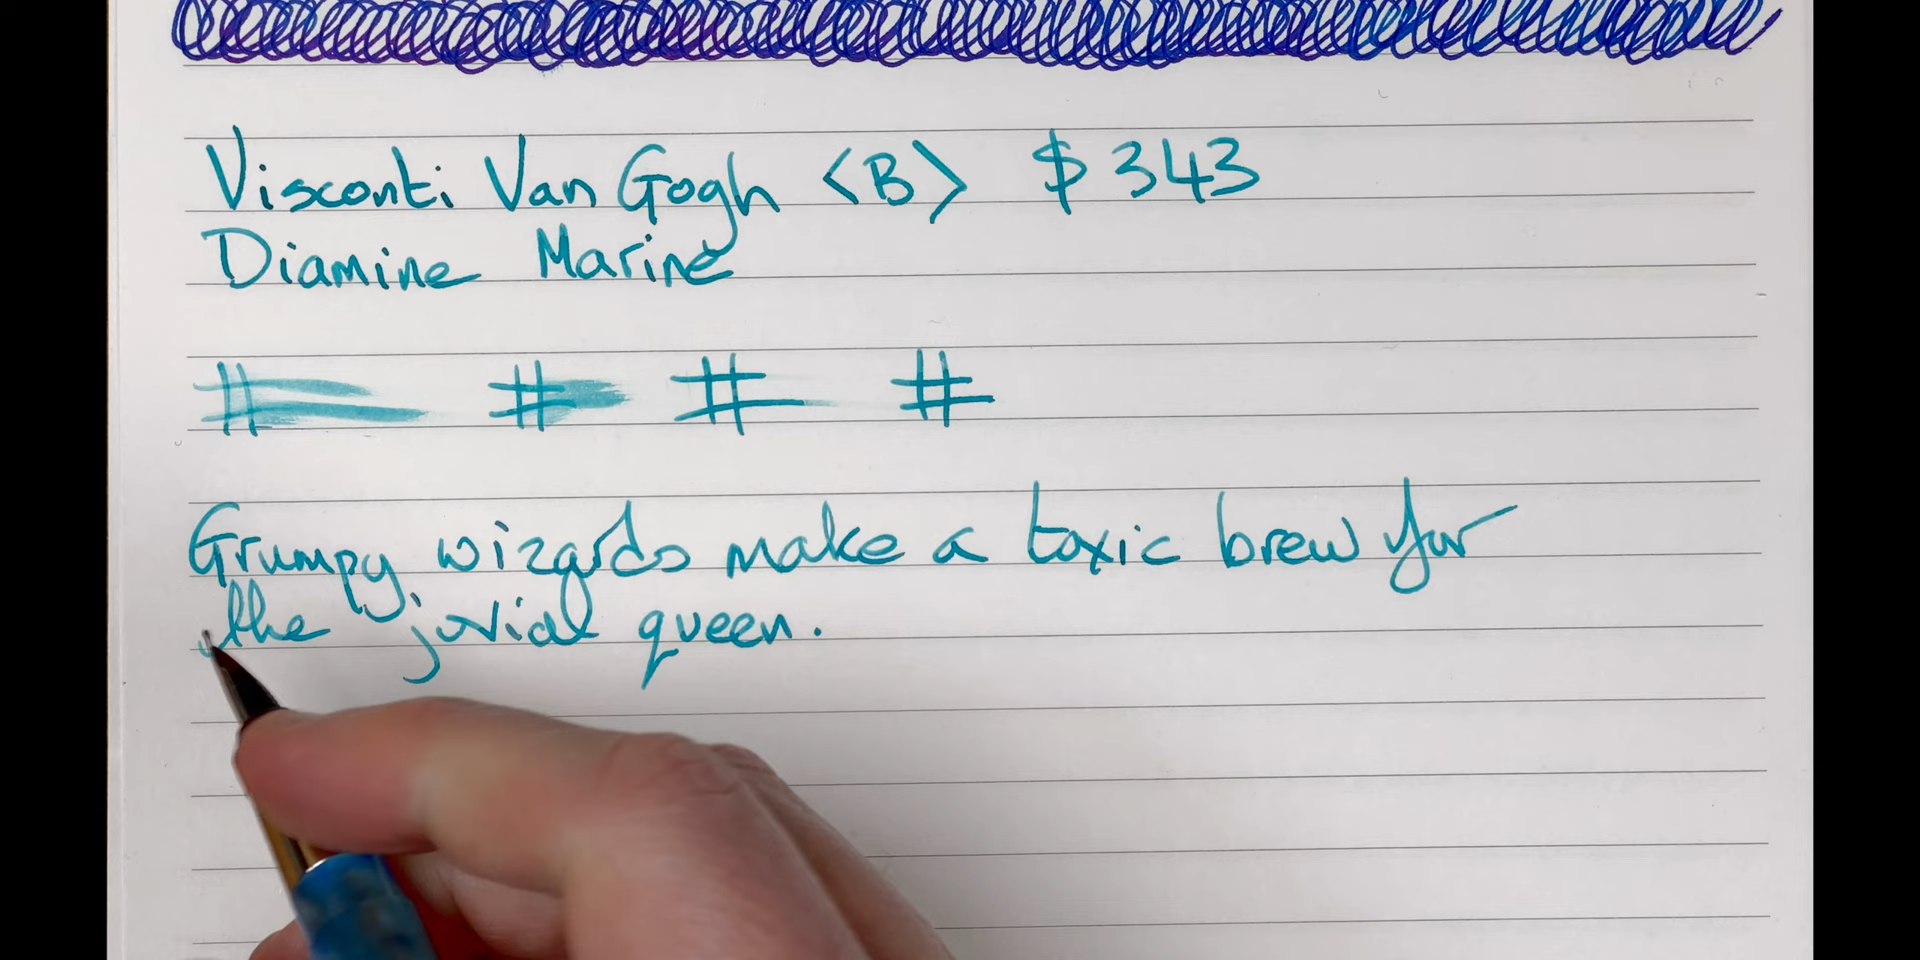 Visconti Van Gogh <B> $343
Diamine Marine
# # # #
Grumpy wizards make a toxic brew for
the jovial queen.